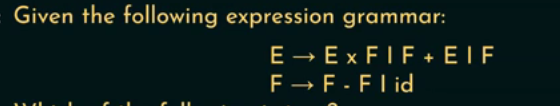 Given the following expression grammar:
E → E x F | F + E | F
F → F - F | id